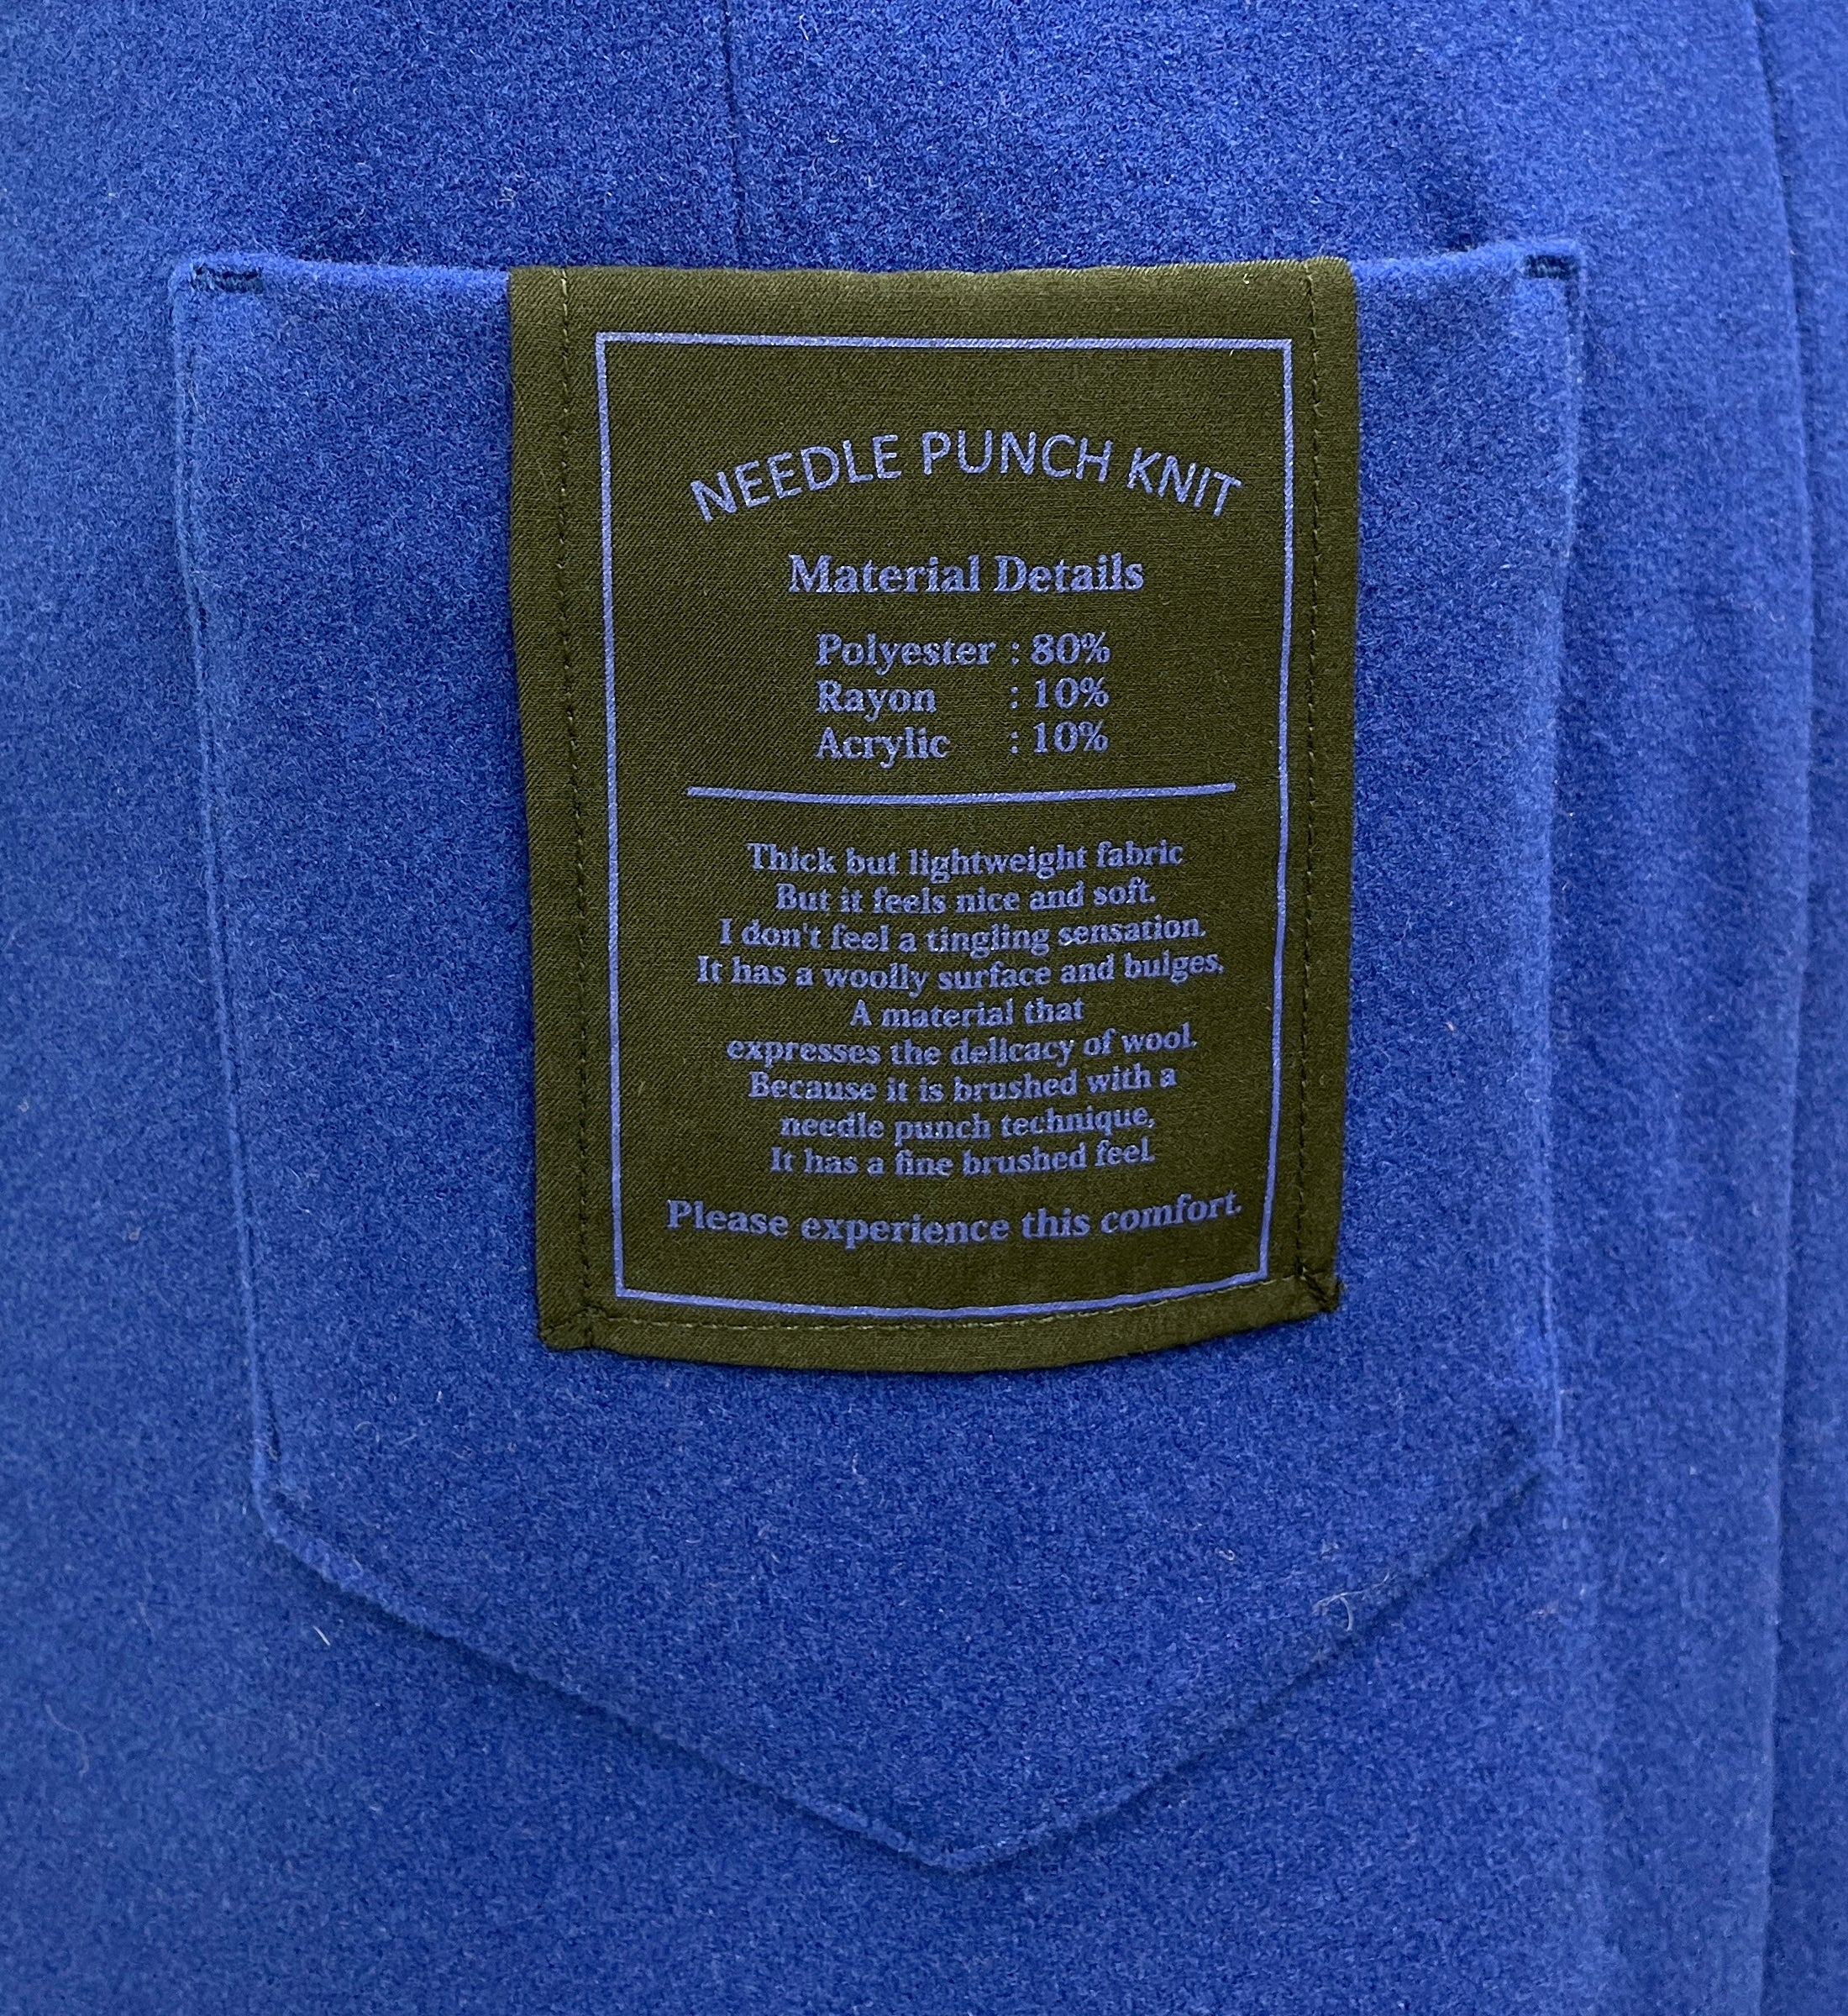 NEEDLE PUNCH KNIT
Material Details
Polyester : 80%
Rayon : 10%
Acrylic : 10%
Thick but lightweight fabric
But it feels nice and soft.
I don't feel a tingling sensation.
It has a woolly surface and bulges,
A material that
expresses the delicacy of wool.
Because it is brushed with a
needle punch technique,
It has a fine brushed feel.
Please experience this comfort.